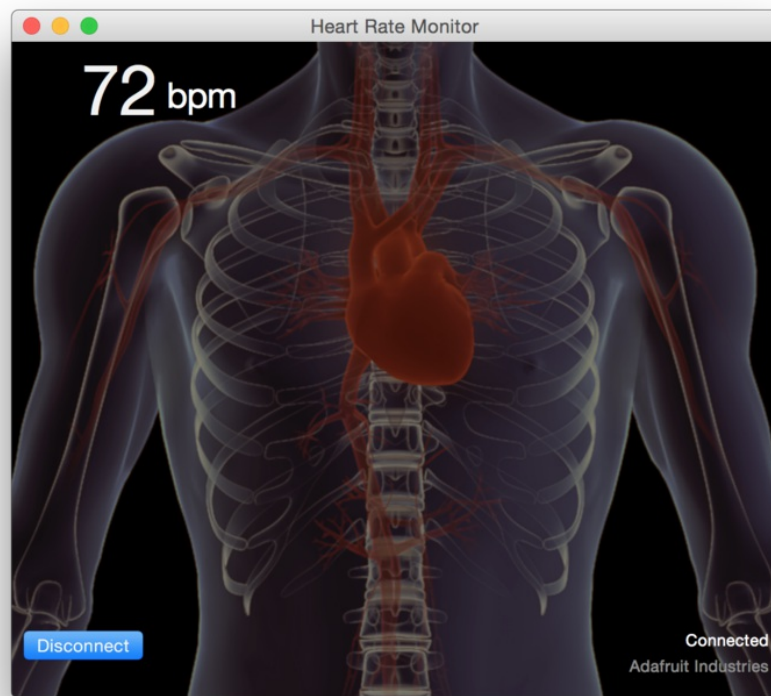 Heart Rate Monitor
72 bpm
Disconnect
Connected
Adafruit Industries